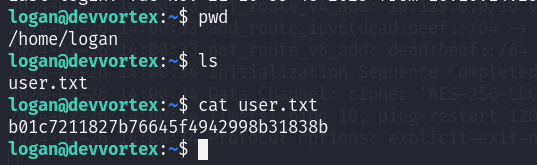 logan@devvortex:~$ pwd
/home/logan
logan@devvortex:~$ ls
user.txt
logan@devvortex:~$ cat user.txt
b01c7211827b76645f4942998b31838b
logan@devvortex:~$